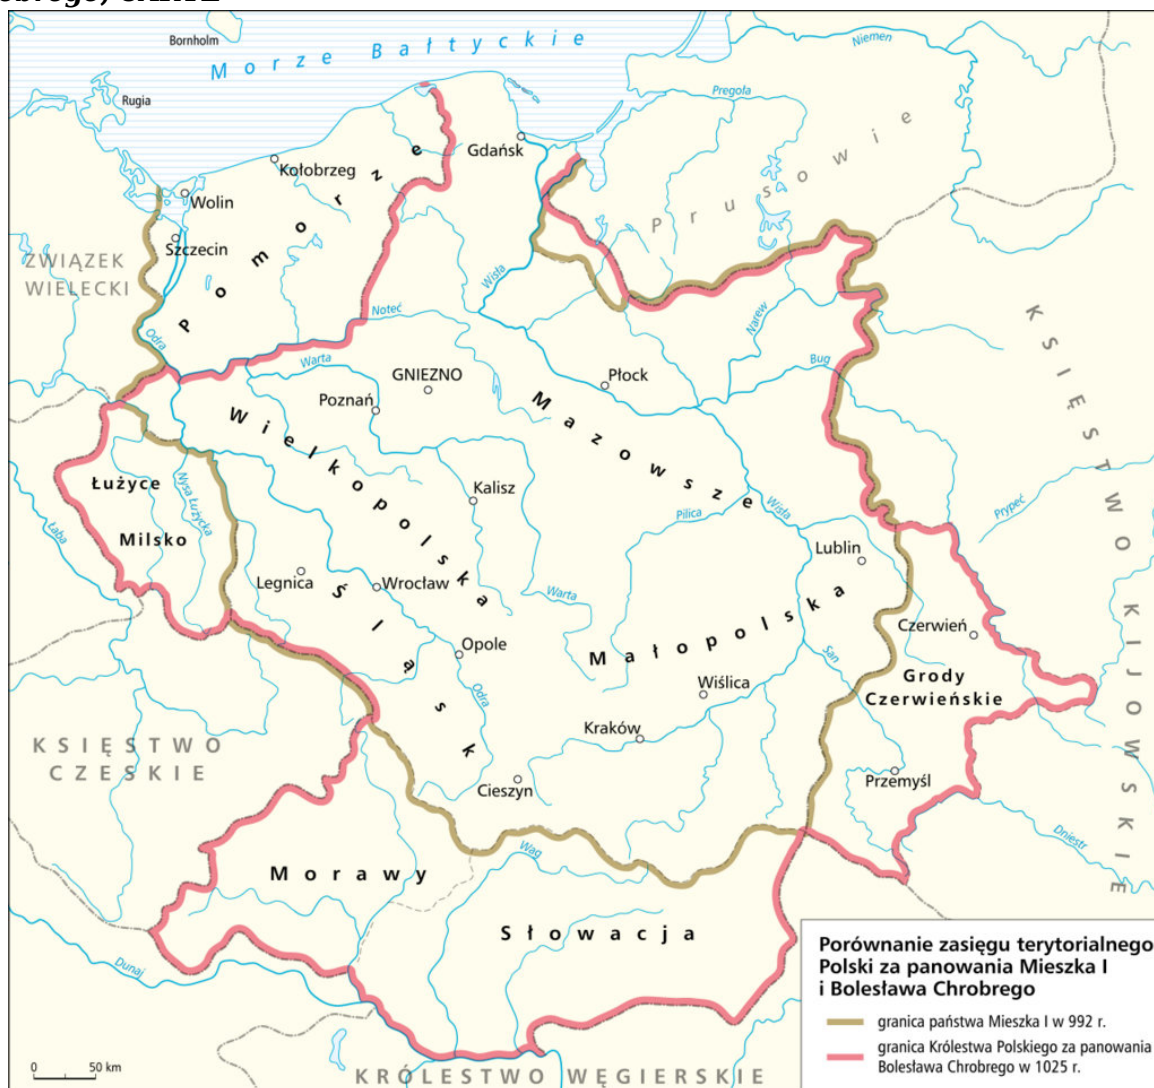 Bornholm
Morze Bałtyckie
Niemen
Rugia
Pregoła
Gdańsk
Kołobrzeg
Prusowie
Wolin
Pomorze
Szczecin
ZWIĄZEK
WIELECKI
Wisła
Noteć
Odra
Narew
KSIĘSTWO KIJOWSKIE
Warta
Bug
GNIEZNO
Płock
Poznań
Wielkopolska
Mazowsze
Łużyce
Nysa Łużycka
Kalisz
Pilica
Wisła
Prypeć
Łaba
Milsko
Lublin
Legnica
Wrocław
Śląsk
Warta
Małopolska
Czerwień
Opole
San
Grody
Czerwieńskie
Wiślica
Odra
Kraków
KSIĘSTWO
CZESKIE
Przemyśl
Cieszyn
Dniestr
Wag
Morawy
Słowacja
Dunaj
Porównanie zasięgu terytorialnego
Polski za panowania Mieszka I
i Bolesława Chrobrego
granica państwa Mieszka I w 992 r.
granica Królestwa Polskiego za panowania
Bolesława Chrobrego w 1025 r.
0 50 km
KRÓLESTWO WĘGIERSKIE